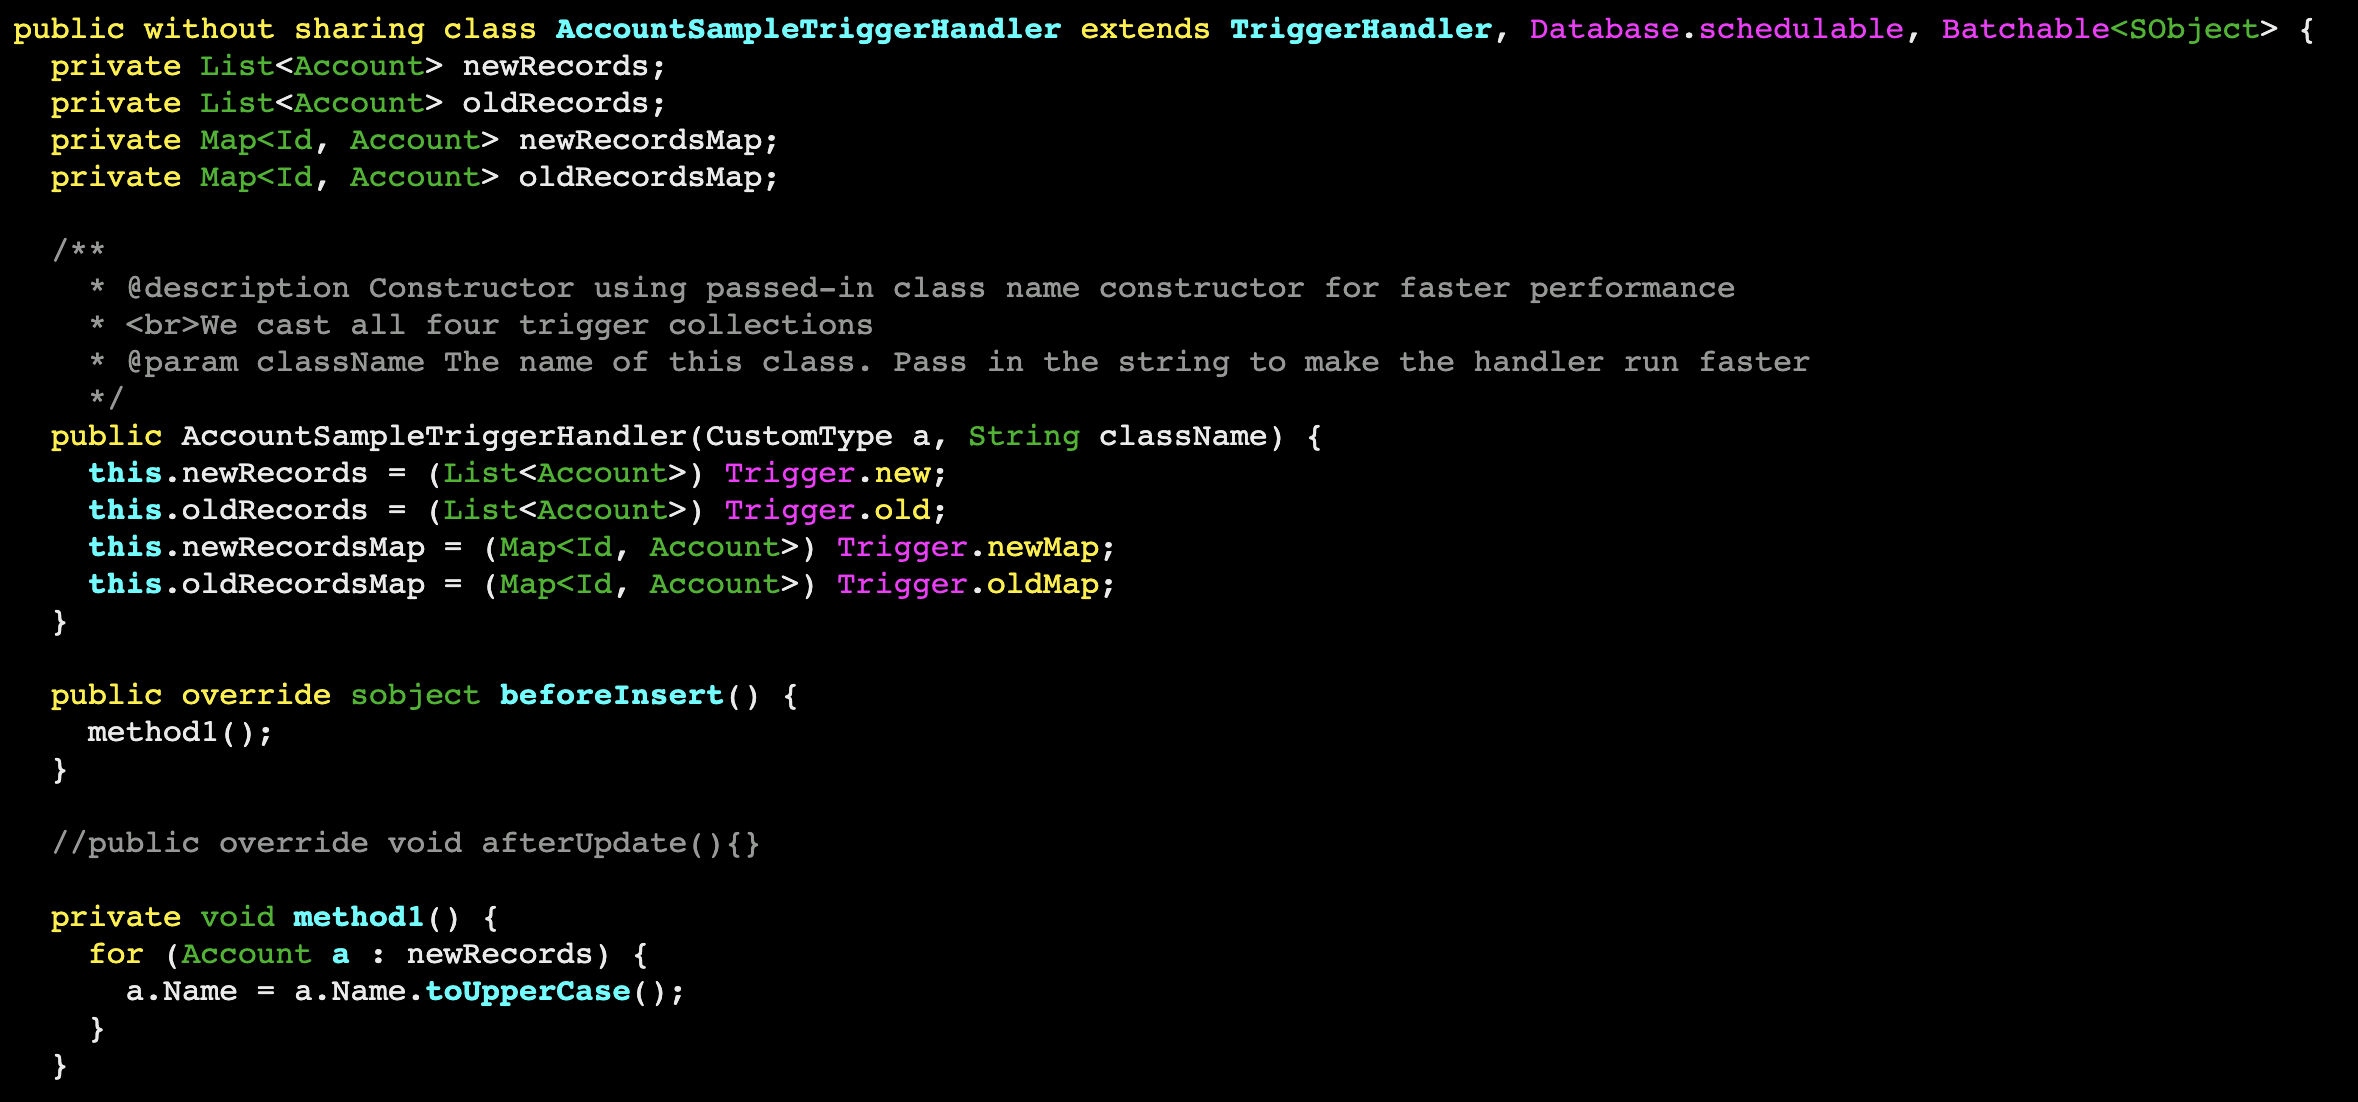 public without sharing class AccountSampleTriggerHandler extends TriggerHandler, Database.schedulable, Batchable<SObject> {
  private List<Account> newRecords;
  private List<Account> oldRecords;
  private Map<Id, Account> newRecordsMap;
  private Map<Id, Account> oldRecordsMap;

  /**
    * @description Constructor using passed-in class name constructor for faster performance
    * <br>We cast all four trigger collections
    * @param className The name of this class. Pass in the string to make the handler run faster
    */
  public AccountSampleTriggerHandler(CustomType a, String className) {
    this.newRecords = (List<Account>) Trigger.new;
    this.oldRecords = (List<Account>) Trigger.old;
    this.newRecordsMap = (Map<Id, Account>) Trigger.newMap;
    this.oldRecordsMap = (Map<Id, Account>) Trigger.oldMap;
  }

  public override sobject beforeInsert() {
    method1();
  }

  //public override void afterUpdate(){}

  private void method1() {
    for (Account a : newRecords) {
      a.Name = a.Name.toUpperCase();
    }
  }